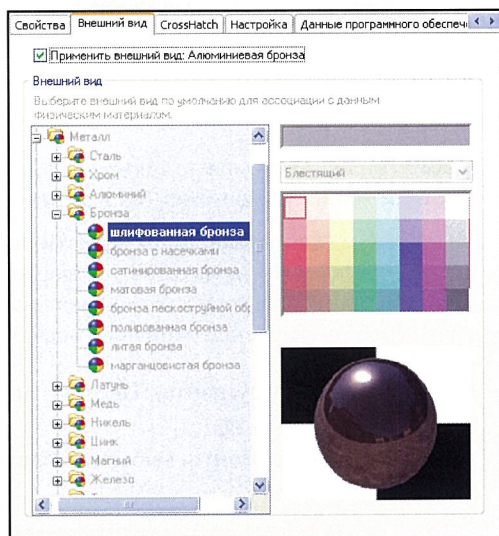 Свойства Внешний вид CrossHatch Настройка Данные программного обеспеч
Применить внешний вид: Алюминиевая бронза
Внешний вид
Выберите внешний вид по умолчанию для ассоциации с данным
физическим материалом.
Металл
Сталь
Хром
Алюминий
Бронза
шлифованная бронза
бронза с насечками
сатинированная бронза
матовая бронза
бронза пескоструйной обр
полированная бронза
литая бронза
марганцовистая бронза
Латунь
Медь
Никель
Цинк
Магний
Железо
Блестящий